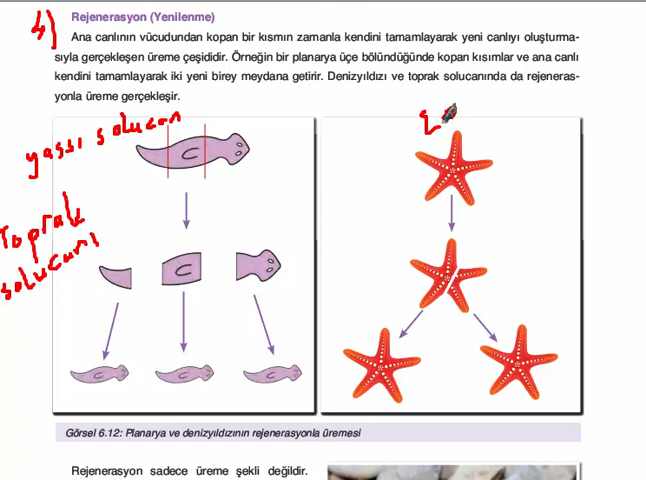 4)
Rejenerasyon (Yenilenme)
Ana canlının vücudundan kopan bir kısmın zamanla kendini tamamlayarak yeni canlıyı oluşturma-
sıyla gerçekleşen üreme çeşididir. Örneğin bir planarya üçe bölündüğünde kopan kısımlar ve ana canlı
kendini tamamlayarak iki yeni birey meydana getirir. Denizyıldızı ve toprak solucanında da rejeneras-
yonla üreme gerçekleşir.
yassı solucan
Toprak
solucanı
Görsel 6.12: Planarya ve denizyıldızının rejenerasyonla üremesi
Rejenerasyon sadece üreme şekli değildir.